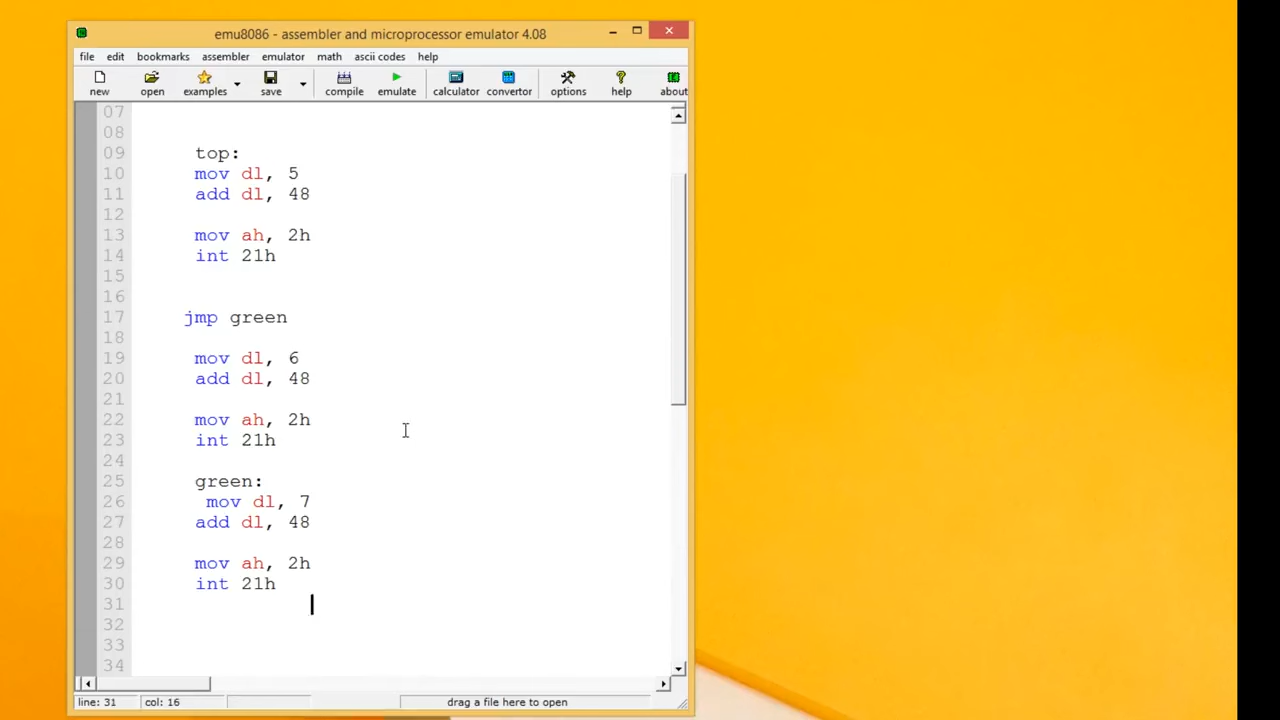 emu8086 - assembler and microprocessor emulator 4.08
file edit bookmarks assembler emulator math ascii codes help
new open examples save compile emulate calculator convertor options help about
07
08
09 top:
10 mov dl, 5
11 add dl, 48
12
13 mov ah, 2h
14 int 21h
15
16
17 jmp green
18
19 mov dl, 6
20 add dl, 48
21
22 mov ah, 2h
23 int 21h
24
25 green:
26 mov dl, 7
27 add dl, 48
28
29 mov ah, 2h
30 int 21h
31
32
33
34
line: 31 col: 16 drag a file here to open